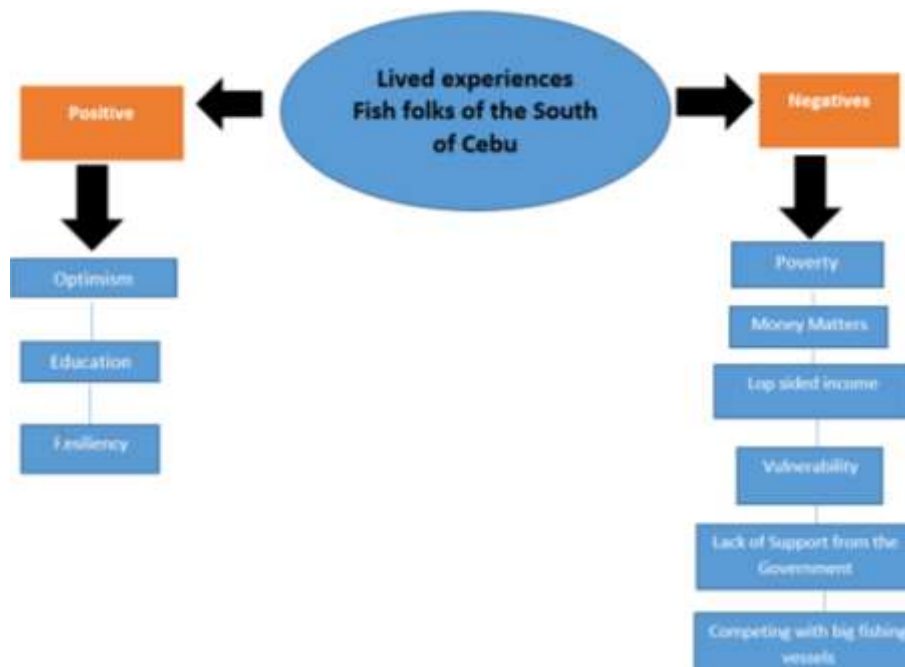 Lived experiences
Fish folks of the South
of Cebu
Positive
Negatives
Optimism
Education
Resiliency
Poverty
Money Matters
Lop sided income
Vulnerability
Lack of Support from the
Government
Competing with big fishing
vessels